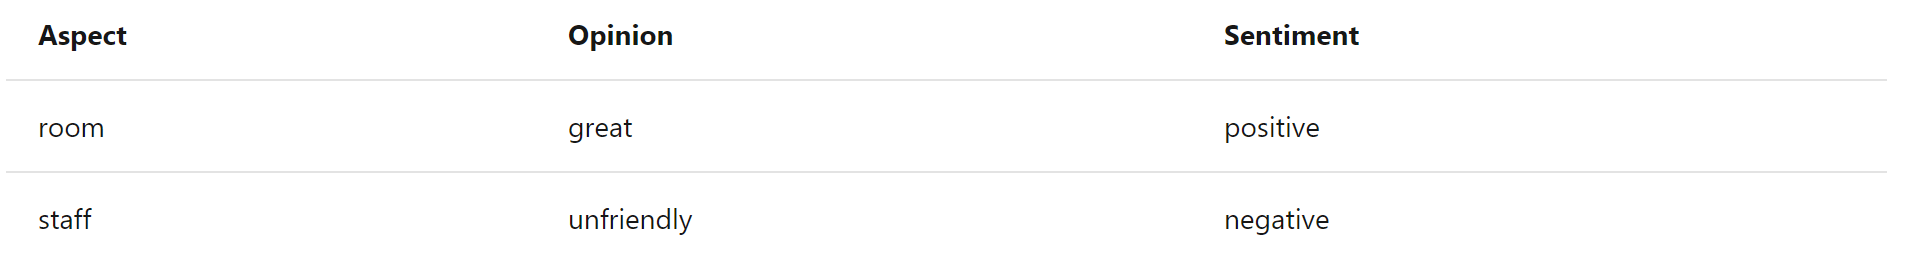 Aspect Opinion Sentiment
room great positive
staff unfriendly negative